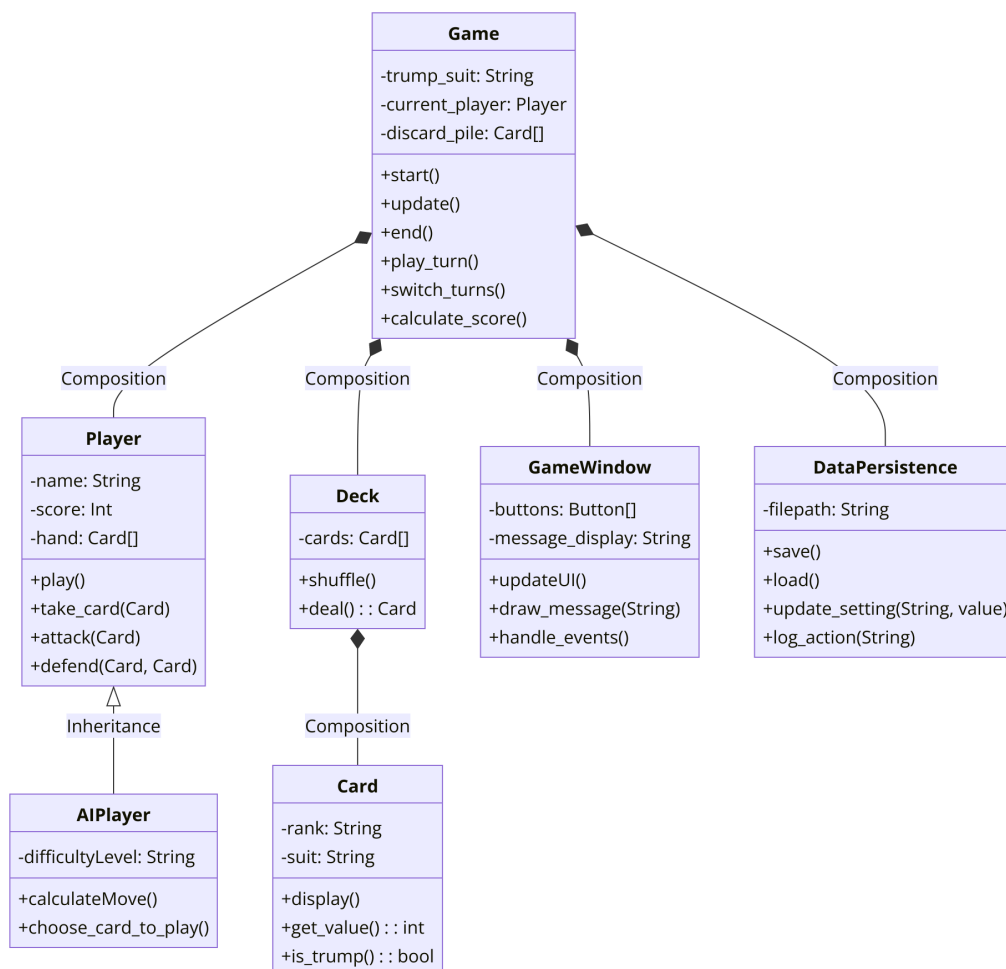 Game
-trump_suit: String
-current_player: Player
-discard_pile: Card[]
+start()
+update()
+end()
+play_turn()
+switch_turns()
+calculate_score()
Composition
Composition
Composition
Composition
Player
-name: String
-score: Int
-hand: Card[]
+play()
+take_card(Card)
+attack(Card)
+defend(Card, Card)
Deck
-cards: Card[]
+shuffle()
+deal() : : Card
GameWindow
-buttons: Button[]
-message_display: String
+updateUI()
+draw_message(String)
+handle_events()
DataPersistence
-filepath: String
+save()
+load()
+update_setting(String, value)
+log_action(String)
Inheritance
Composition
AIPlayer
-difficultyLevel: String
+calculateMove()
+choose_card_to_play()
Card
-rank: String
-suit: String
+display()
+get_value() : : int
+is_trump() : : bool